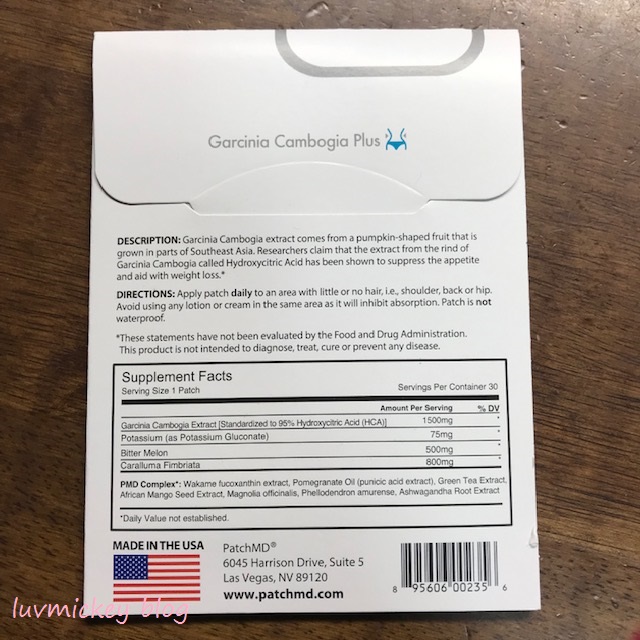 Garcinia Cambogia Plus
DESCRIPTION: Garcinia Cambogia extract comes from a pumpkin-shaped fruit that is
grown in parts of Southeast Asia. Researchers claim that the extract from the rind of
Garcinia Cambogia called Hydroxycitric Acid has been shown to suppress the appetite
and aid with weight loss.*
DIRECTIONS: Apply patch daily to an area with little or no hair, i.e., shoulder, back or hip.
Avoid using any lotion or cream in the same area as it will inhibit absorption. Patch is not
waterproof.
*These statements have not been evaluated by the Food and Drug Administration.
This product is not intended to diagnose, treat, cure or prevent any disease.
Supplement Facts
Serving Size 1 Patch Servings Per Container 30
Amount Per Serving % DV
Garcinia Cambogia Extract [Standardized to 95% Hydroxycitric Acid (HCA)] 1500mg *
Potassium (as Potassium Gluconate) 75mg *
Bitter Melon 500mg *
Caralluma Fimbriata 800mg *
PMD Complex*: Wakame fucoxanthin extract, Pomegranate Oil (punicic acid extract), Green Tea Extract,
African Mango Seed Extract, Magnolia officinalis, Phellodendron amurense, Ashwagandha Root Extract
*Daily Value not established.
MADE IN THE USA
PatchMD®
6045 Harrison Drive, Suite 5
Las Vegas, NV 89120
www.patchmd.com
8 95606 00235 6
luvmickey blog